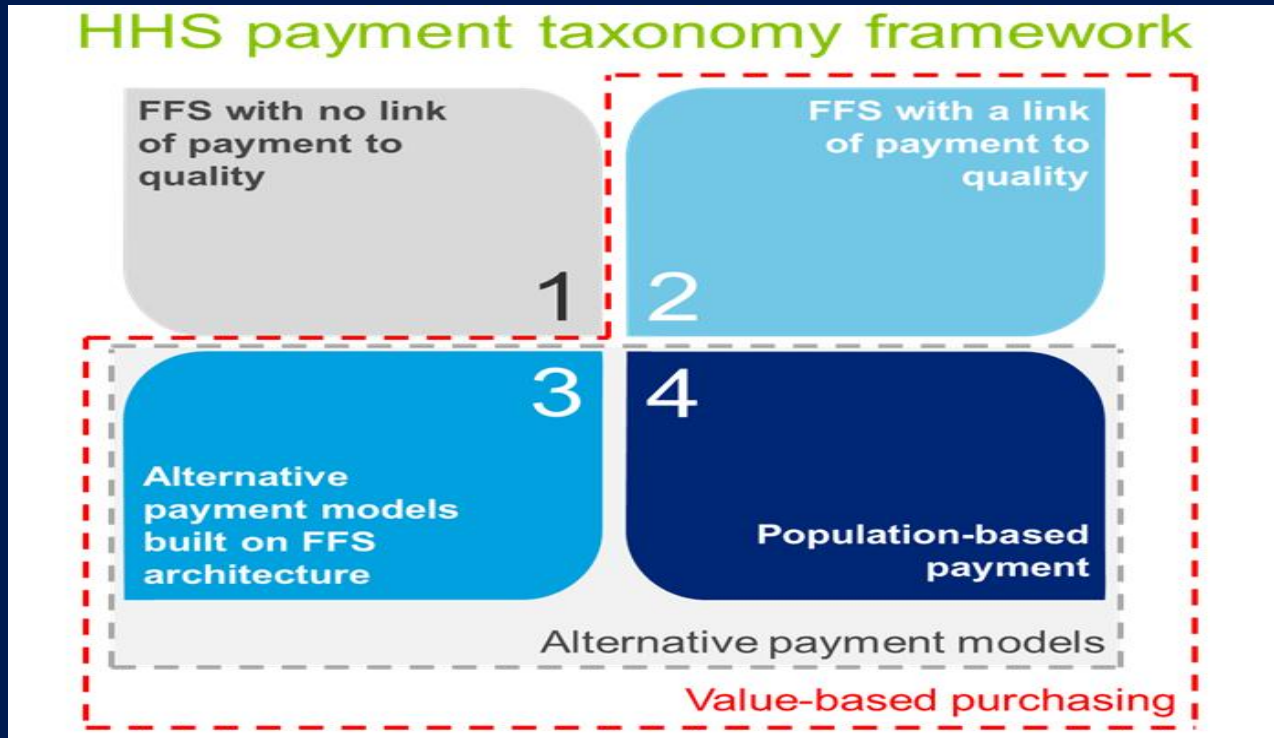 HHS payment taxonomy framework
FFS with no link
of payment to
quality
1
FFS with a link
of payment to
quality
2
3
Alternative
payment models
built on FFS
architecture
4
Population-based
payment
Alternative payment models
Value-based purchasing